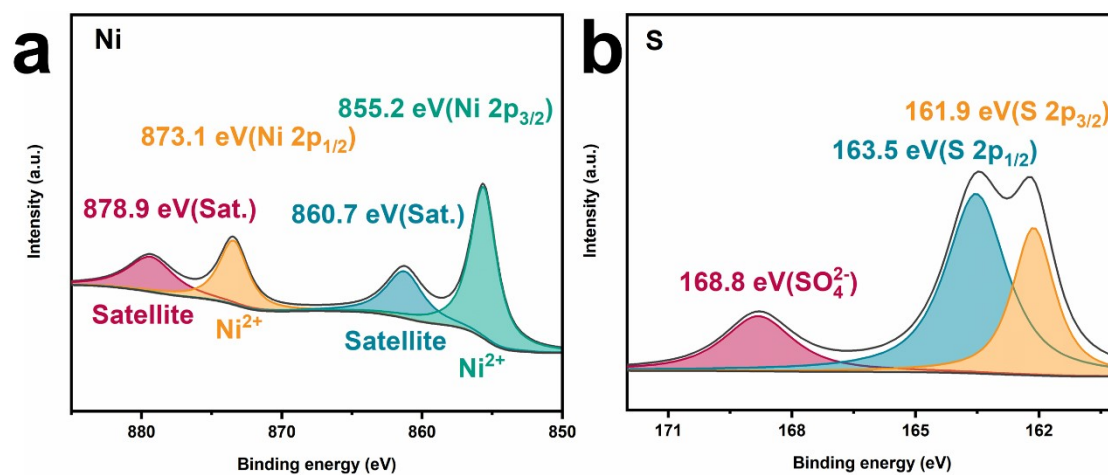 a
Ni
855.2 eV(Ni 2p3/2)
873.1 eV(Ni 2p1/2)
878.9 eV(Sat.)
860.7 eV(Sat.)
Satellite
Ni2+
Satellite
Ni2+
Intensity (a.u.)
880
870
860
850
Binding energy (eV)
b
S
161.9 eV(S 2p3/2)
163.5 eV(S 2p1/2)
168.8 eV(SO42-)
Intensity (a.u.)
171
168
165
162
Binding energy (eV)